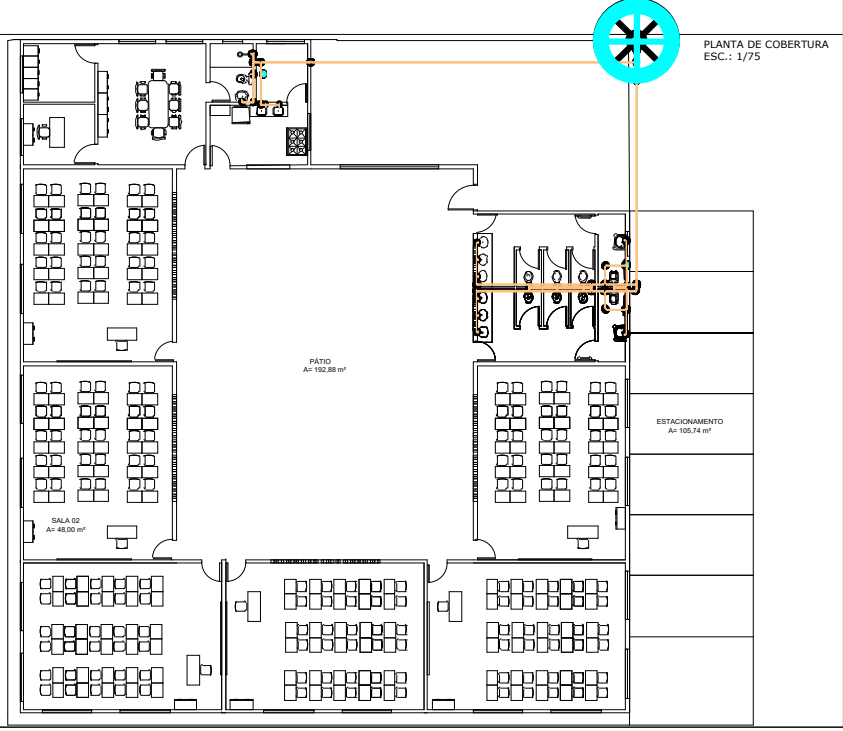 PLANTA DE COBERTURA
ESC.: 1/75
PÁTIO
A= 192,88 m²
ESTACIONAMENTO
A= 105,74 m²
SALA 02
A= 48,00 m²